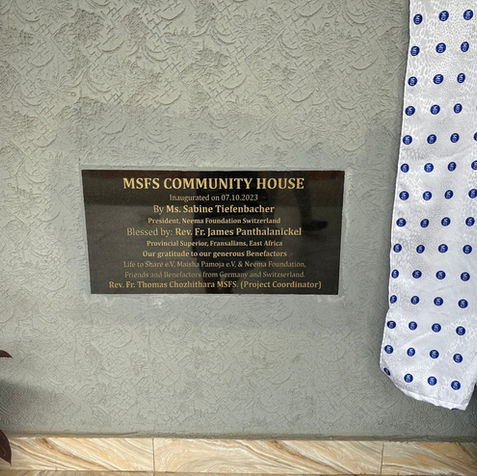 MSFS COMMUNITY HOUSE
Inaugurated on 07.10.2023
By Ms. Sabine Tiefenbacher
President, Neema Foundation Switzerland
Blessed by: Rev. Fr. James Panthalanickel
Provincial Superior, Fransalians, East Africa
Our gratitude to our generous Benefactors
Life to Share e.V, Maisha Pamoja e.V, & Neema Foundation,
Friends and Benefactors from Germany and Switzserland.
Rev. Fr. Thomas Chozhithara MSFS. (Project Coordinator)